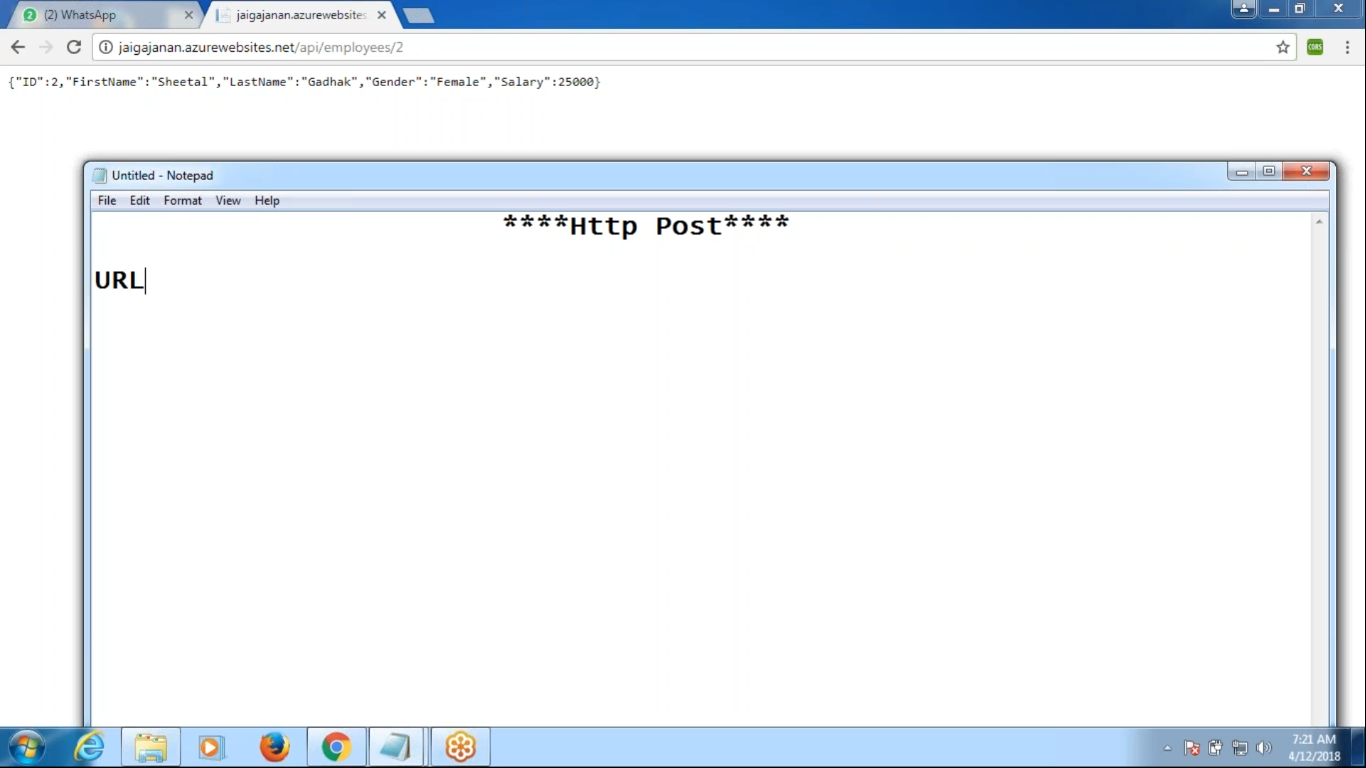 (2) WhatsApp
jaigajanan.azurewebsites
jaigajanan.azurewebsites.net/api/employees/2
CORS
{"ID":2,"FirstName":"Sheetal","LastName":"Gadhak","Gender":"Female","Salary":25000}
Untitled - Notepad
File Edit Format View Help
****Http Post****
URL
7:21 AM
4/12/2018